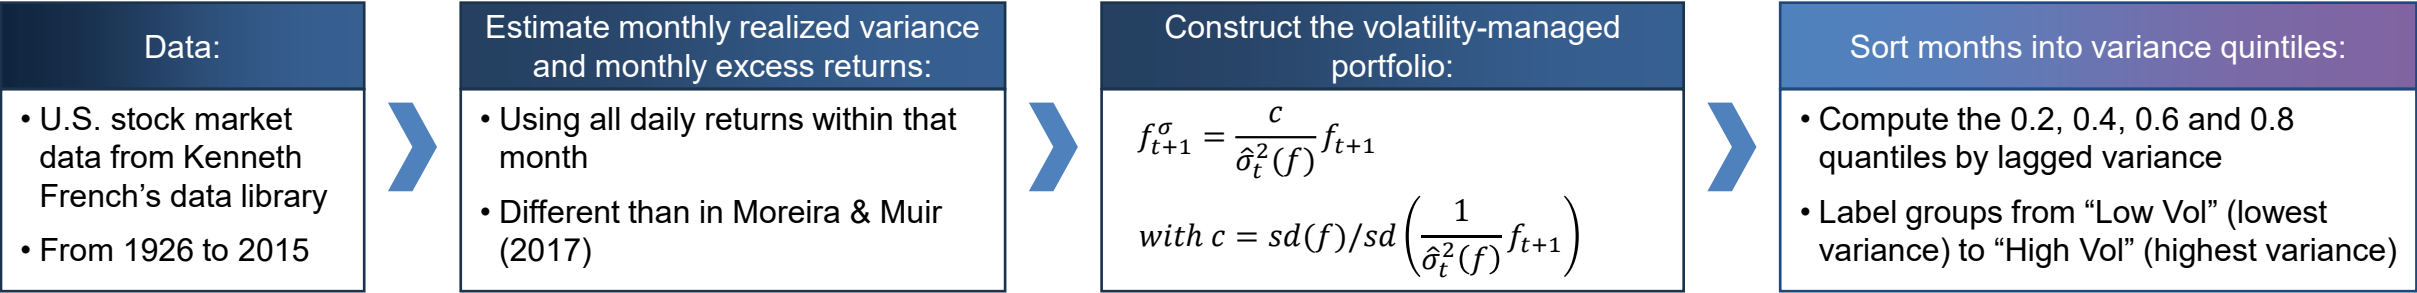 Data:
• U.S. stock market
data from Kenneth
French’s data library
• From 1926 to 2015
Estimate monthly realized variance
and monthly excess returns:
• Using all daily returns within that
month
• Different than in Moreira & Muir
(2017)
Construct the volatility-managed
portfolio:
f^σ_{t+1} = c / σ̂²_t(f) f_{t+1}
with c = sd(f)/sd(1 / σ̂²_t(f) f_{t+1})
Sort months into variance quintiles:
• Compute the 0.2, 0.4, 0.6 and 0.8
quantiles by lagged variance
• Label groups from “Low Vol” (lowest
variance) to “High Vol” (highest variance)